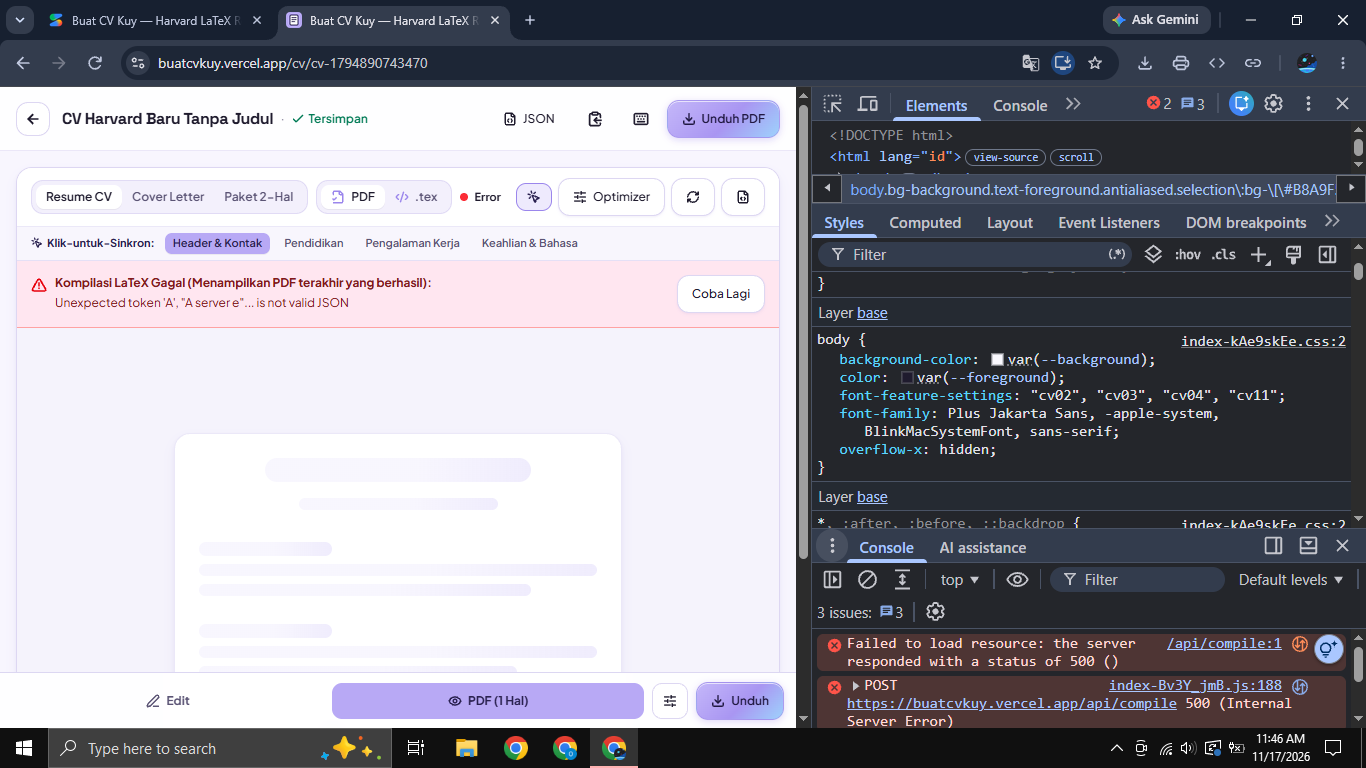 Buat CV Kuy — Harvard LaTeX R
Buat CV Kuy — Harvard LaTeX R
Ask Gemini
buatcvkuy.vercel.app/cv/cv-1794890743470
CV Harvard Baru Tanpa Judul · Tersimpan
JSON
Unduh PDF
Resume CV
Cover Letter
Paket 2-Hal
PDF
</> .tex
Error
Optimizer
Klik-untuk-Sinkron:
Header & Kontak
Pendidikan
Pengalaman Kerja
Keahlian & Bahasa
Kompilasi LaTeX Gagal (Menampilkan PDF terakhir yang berhasil):
Unexpected token 'A', "A server e"... is not valid JSON
Coba Lagi
Edit
PDF (1 Hal)
Unduh
Elements
Console
2
3
<!DOCTYPE html>
<html lang="id">
view-source
scroll
body.bg-background.text-foreground.antialiased.selection\:bg-\[\#B8A9F
Styles
Computed
Layout
Event Listeners
DOM breakpoints
Filter
(.*)
:hov
.cls
}
Layer base
body {
index-kAe9skEe.css:2
background-color: var(--background);
color: var(--foreground);
font-feature-settings: "cv02", "cv03", "cv04", "cv11";
font-family: Plus Jakarta Sans, -apple-system,
BlinkMacSystemFont, sans-serif;
overflow-x: hidden;
}
Layer base
*, :after, :before, ::backdrop {
index-kAe9skEe.css:2
Console
AI assistance
top
Filter
Default levels
3 issues:
3
Failed to load resource: the server
/api/compile:1
responded with a status of 500 ()
POST
index-Bv3Y_jmB.js:188
https://buatcvkuy.vercel.app/api/compile 500 (Internal
Server Error)
Type here to search
11:46 AM
11/17/2026